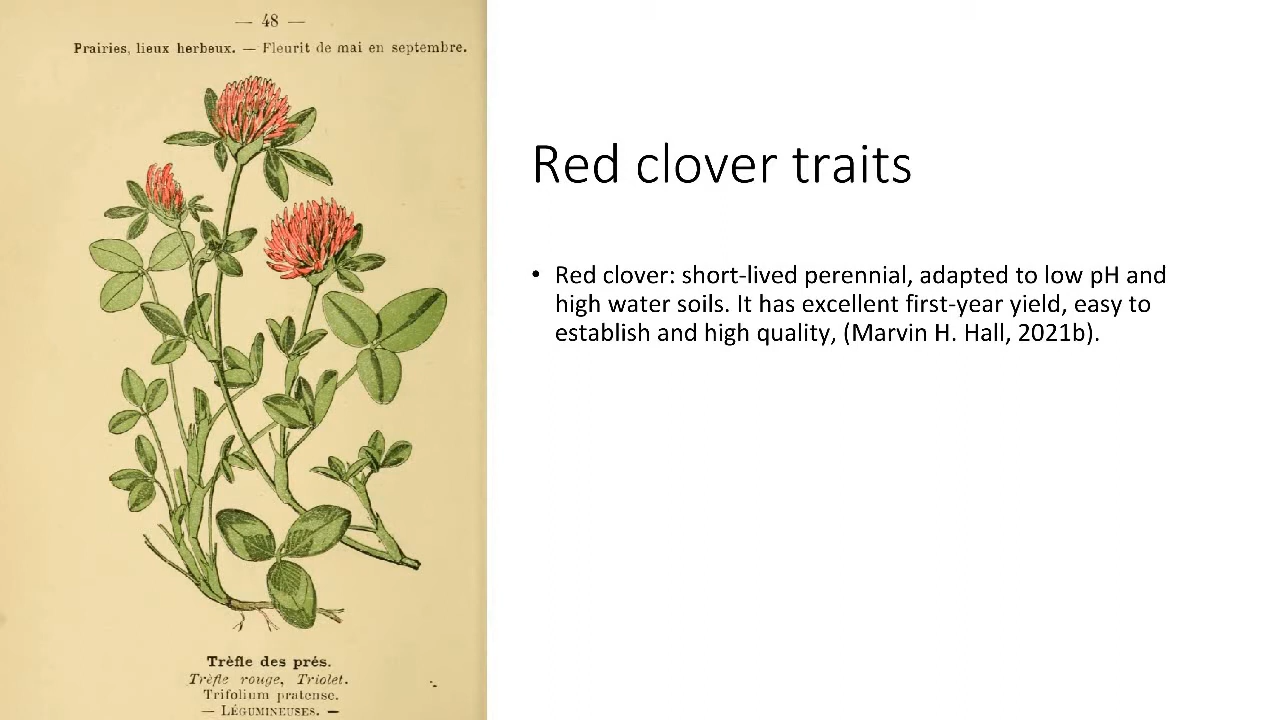 — 48 —
Prairies, lieux herbeux. — Fleurit de mai en septembre.
Trèfle des prés.
Trèfle rouge, Triolet.
Trifolium pratense.
— LÉGUMINEUSES. —
Red clover traits
• Red clover: short-lived perennial, adapted to low pH and
high water soils. It has excellent first-year yield, easy to
establish and high quality, (Marvin H. Hall, 2021b).